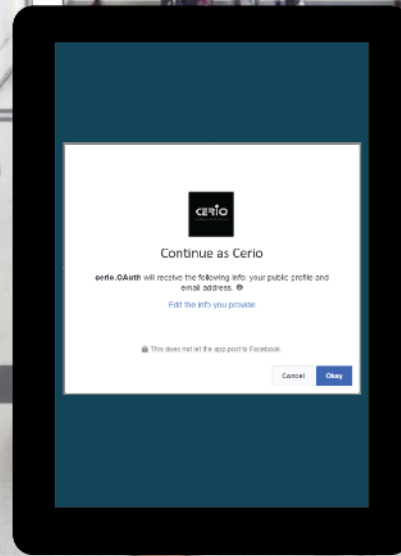 CERIO
Continue as Cerio
cerio.OAuth will receive the following info: your public profile and
email address.
Edit the info you provide
This does not let the app post to Facebook.
Cancel Okay